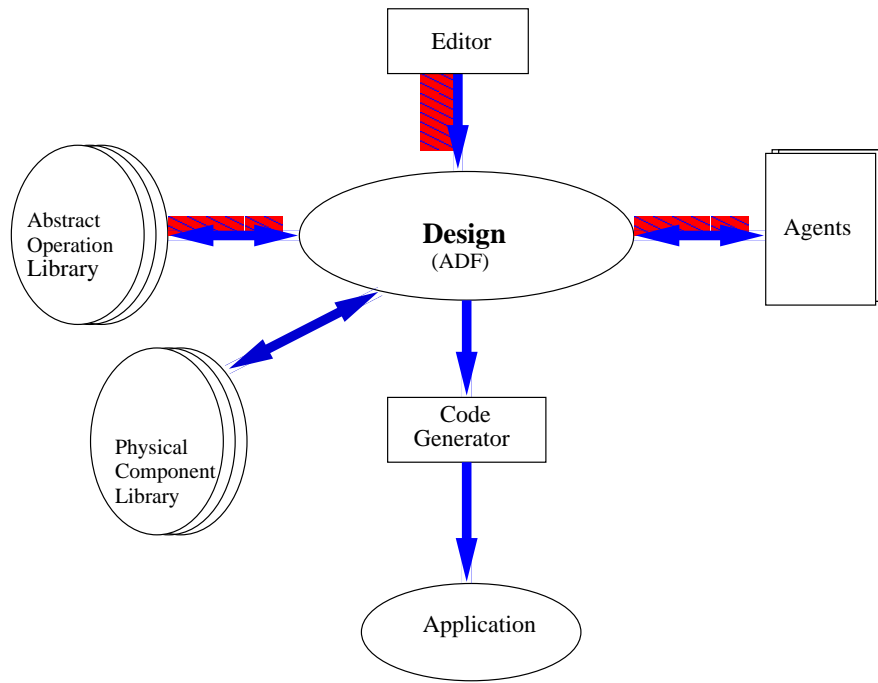 Editor
Abstract
Operation
Library
Design
(ADF)
Agents
Physical
Component
Library
Code
Generator
Application